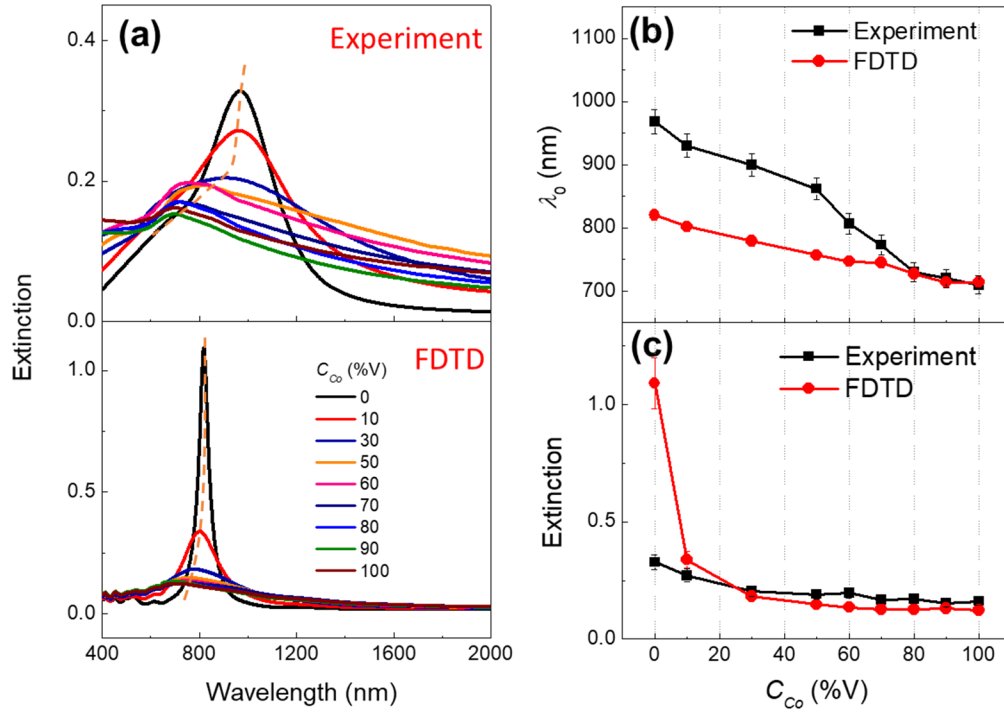 (a)
Experiment
0.4
0.2
0.0
Extinction
FDTD
1.0
0.5
0.0
C_Co (%V)
0
10
30
50
60
70
80
90
100
400 800 1200 1600 2000
Wavelength (nm)
(b)
Experiment
FDTD
1100
1000
900
800
700
λ₀ (nm)
(c)
Experiment
FDTD
1.0
0.5
0.0
Extinction
0 20 40 60 80 100
C_Co (%V)